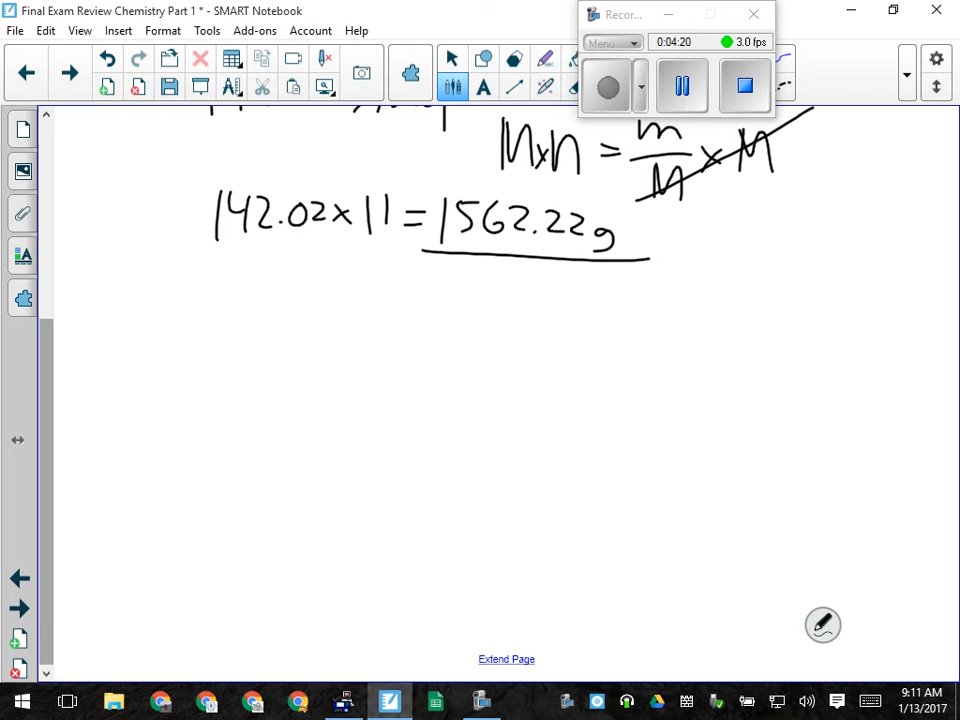 Final Exam Review Chemistry Part 1 * - SMART Notebook
Recor...
File Edit View Insert Format Tools Add-ons Account Help
Menu 0:04:20 3.0 fps
M x n = m / M x M
142.02 x 11 = 1562.22g
Extend Page
9:11 AM
1/13/2017